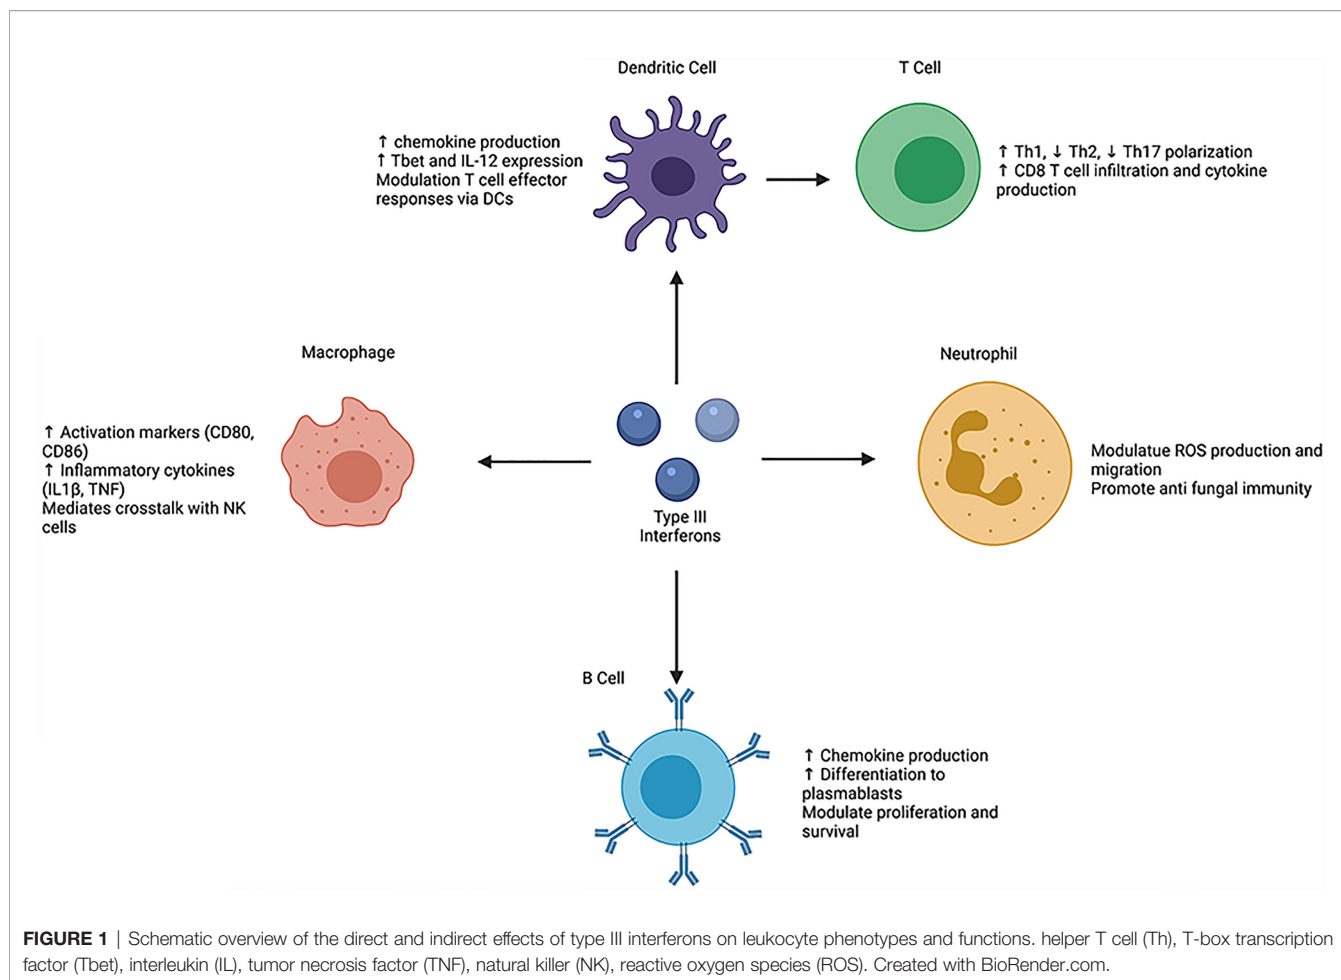 Dendritic Cell
T Cell
↑ chemokine production
↑ Tbet and IL-12 expression
Modulation T cell effector
responses via DCs
↑ Th1, ↓ Th2, ↓ Th17 polarization
↑ CD8 T cell infiltration and cytokine
production
Macrophage
Neutrophil
↑ Activation markers (CD80,
CD86)
↑ Inflammatory cytokines
(IL1β, TNF)
Mediates crosstalk with NK
cells
Modulatue ROS production and
migration
Promote anti fungal immunity
Type III
Interferons
B Cell
↑ Chemokine production
↑ Differentiation to
plasmablasts
Modulate proliferation and
survival
FIGURE 1 | Schematic overview of the direct and indirect effects of type III interferons on leukocyte phenotypes and functions. helper T cell (Th), T-box transcription
factor (Tbet), interleukin (IL), tumor necrosis factor (TNF), natural killer (NK), reactive oxygen species (ROS). Created with BioRender.com.